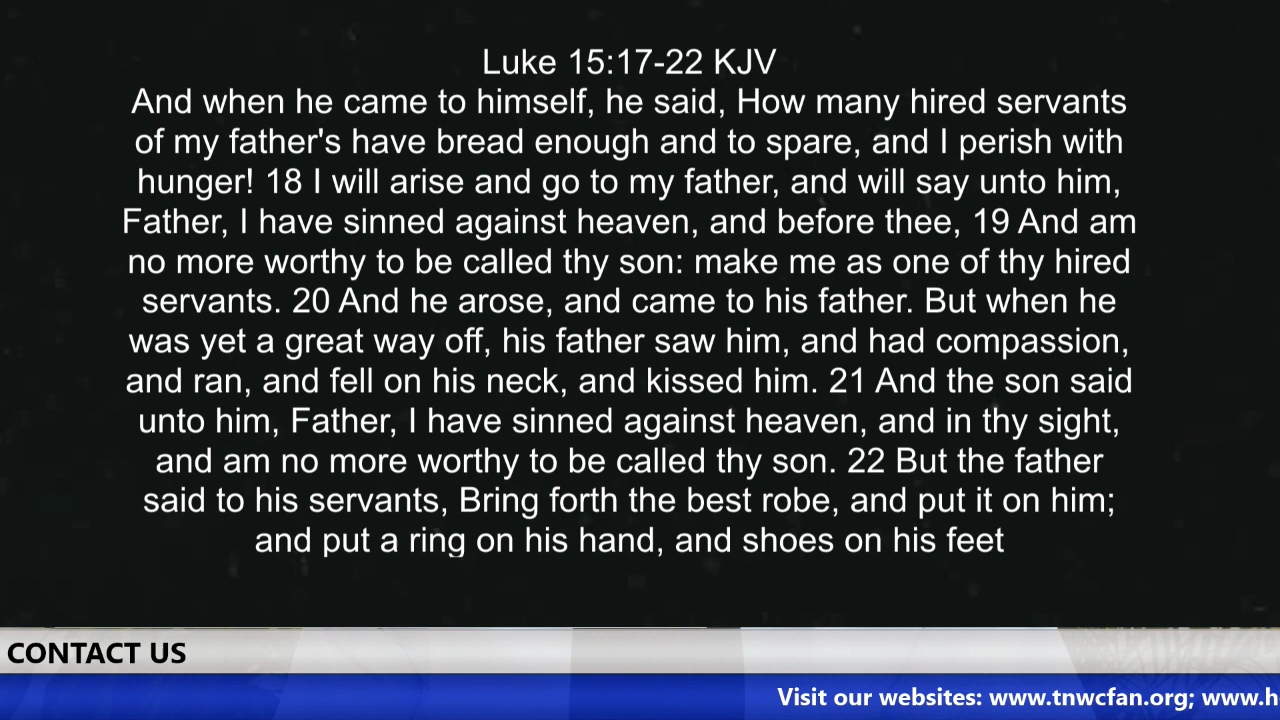 Luke 15:17-22 KJV
And when he came to himself, he said, How many hired servants
of my father's have bread enough and to spare, and I perish with
hunger! 18 I will arise and go to my father, and will say unto him,
Father, I have sinned against heaven, and before thee, 19 And am
no more worthy to be called thy son: make me as one of thy hired
servants. 20 And he arose, and came to his father. But when he
was yet a great way off, his father saw him, and had compassion,
and ran, and fell on his neck, and kissed him. 21 And the son said
unto him, Father, I have sinned against heaven, and in thy sight,
and am no more worthy to be called thy son. 22 But the father
said to his servants, Bring forth the best robe, and put it on him;
and put a ring on his hand, and shoes on his feet
CONTACT US
Visit our websites: www.tnwcfan.org; www.h